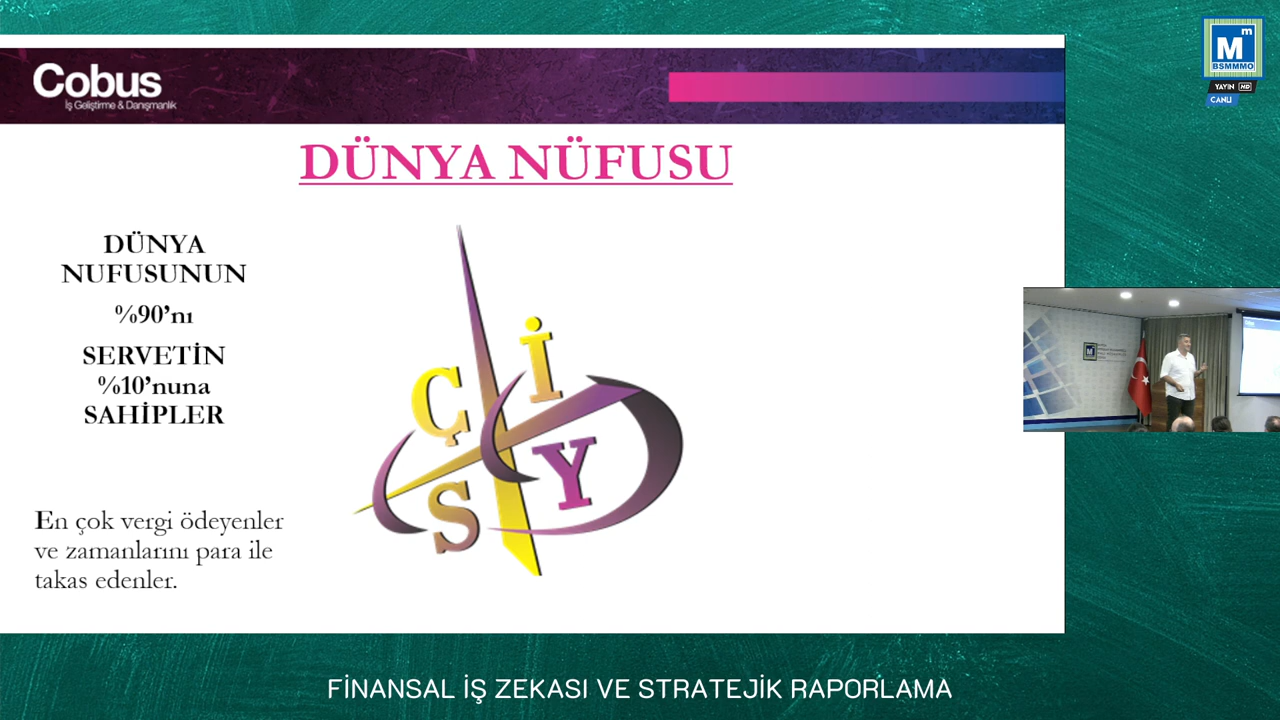 Cobus
İş Geliştirme & Danışmanlık
M m
BSMMMO
YAYIN HD
CANLI
DÜNYA NÜFUSU
DÜNYA
NUFUSUNUN
%90'nı
SERVETİN
%10'nuna
SAHİPLER
Ç İ
S Y
En çok vergi ödeyenler
ve zamanlarını para ile
takas edenler.
FİNANSAL İŞ ZEKASI VE STRATEJİK RAPORLAMA